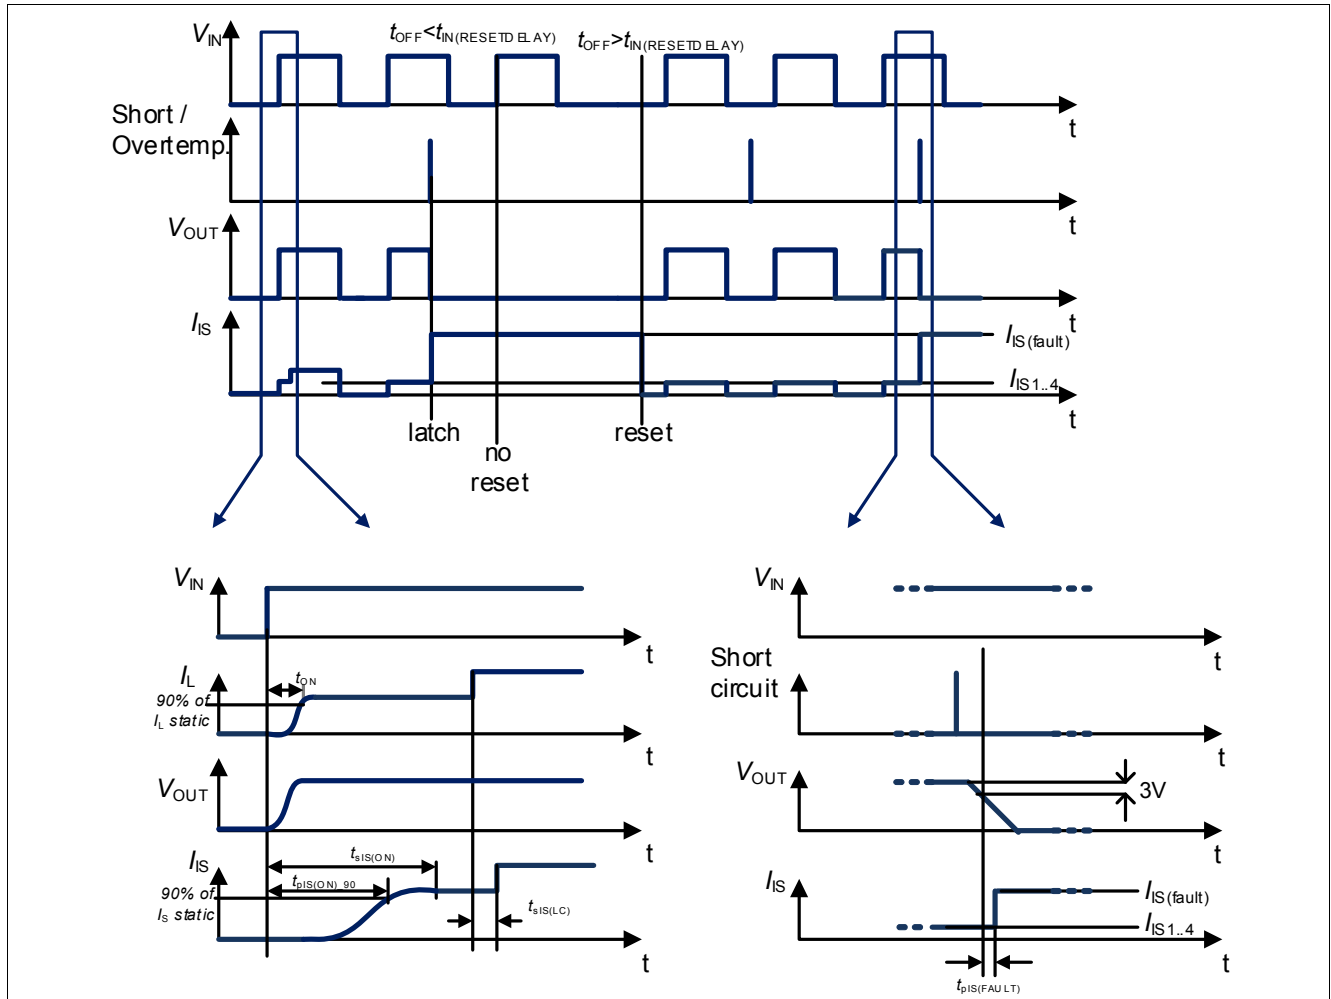 VIN
tOFF<tIN(RESETDELAY)
tOFF>tIN(RESETDELAY)
t
Short /
Overtemp.
t
VOUT
t
IIS
IIS(fault)
IIS1..4
t
latch
no
reset
reset
VIN
t
IL
tON
90% of
IL static
t
VOUT
t
IIS
tsIS(ON)
tpIS(ON)_90
90% of
IS static
tsIS(LC)
t
VIN
t
Short
circuit
t
VOUT
3V
t
IIS
IIS(fault)
IIS1..4
t
tpIS(FAULT)